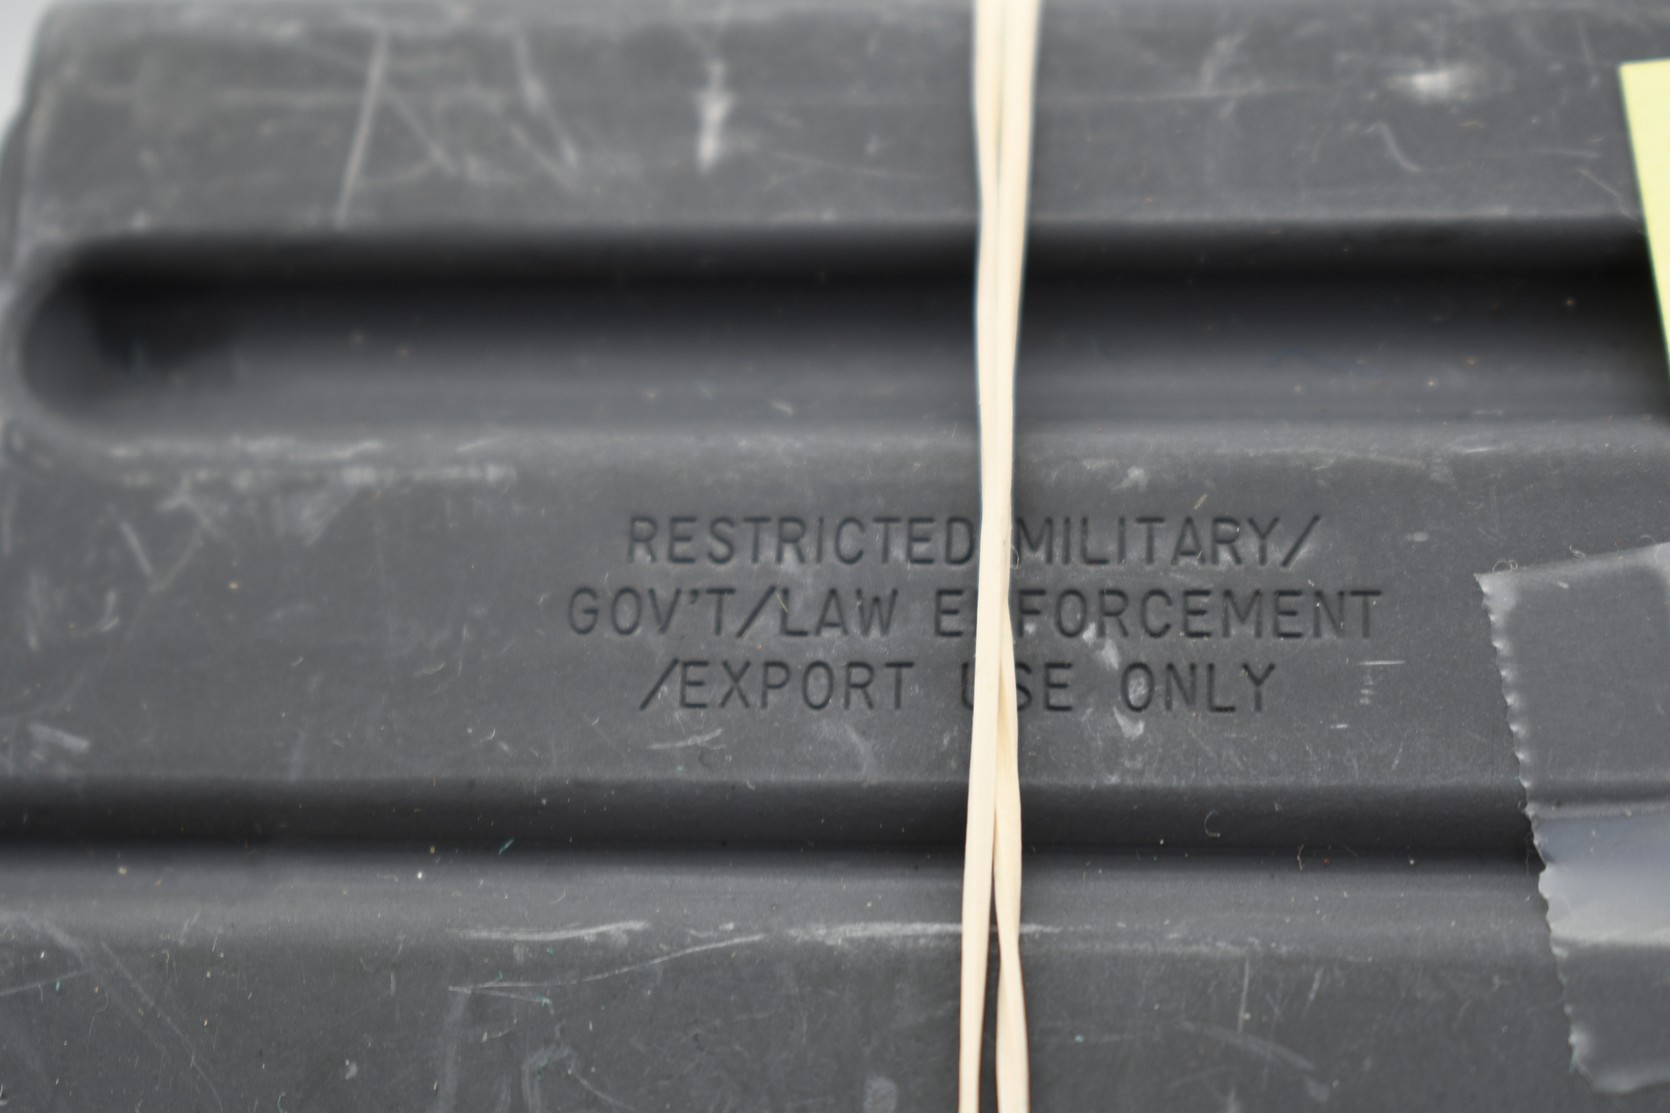 RESTRICTED MILITARY/
GOV'T/LAW ENFORCEMENT
/EXPORT USE ONLY